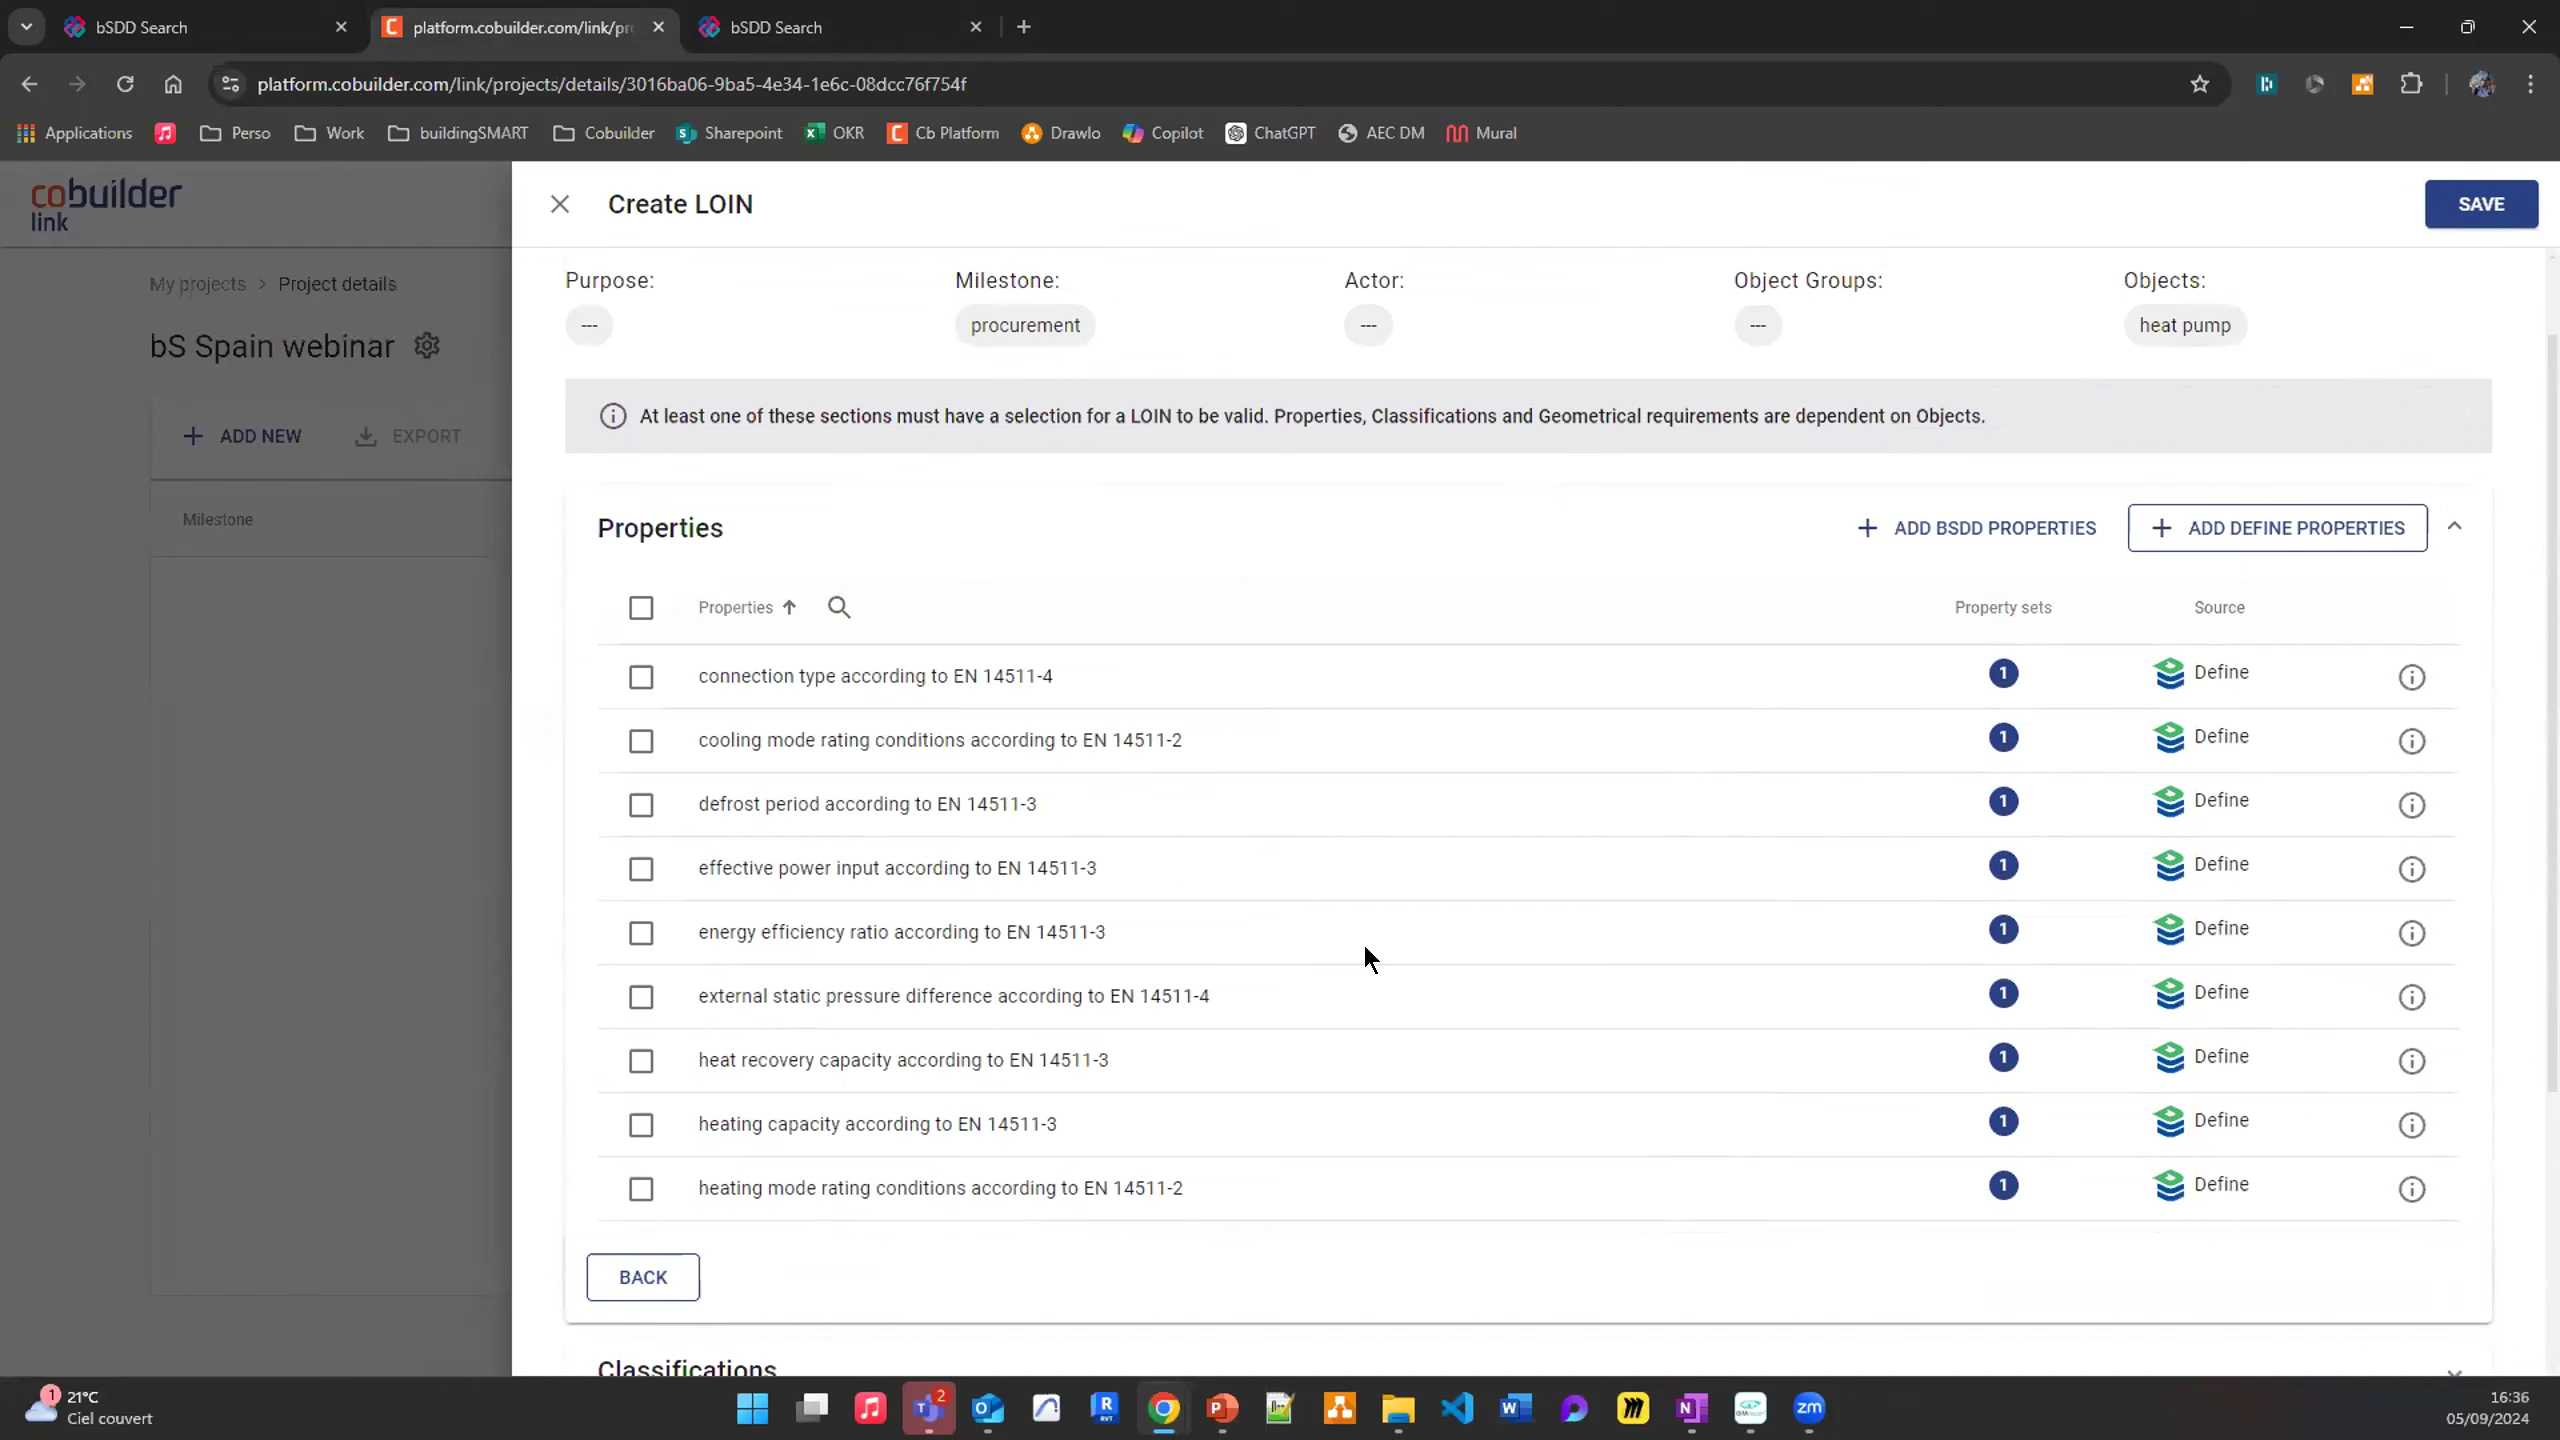 bSDD Search
platform.cobuilder.com/link/pr
bSDD Search
platform.cobuilder.com/link/projects/details/3016ba06-9ba5-4e34-1e6c-08dcc76f754f
Applications
Perso
Work
buildingSMART
Cobuilder
Sharepoint
OKR
Cb Platform
Drawlo
Copilot
ChatGPT
AEC DM
Mural
cobuilder
link
Create LOIN
SAVE
My projects > Project details
bS Spain webinar
ADD NEW
EXPORT
Milestone
Purpose:
Milestone:
Actor:
Object Groups:
Objects:
---
procurement
---
---
heat pump
At least one of these sections must have a selection for a LOIN to be valid. Properties, Classifications and Geometrical requirements are dependent on Objects.
Properties
+ ADD BSDD PROPERTIES
+ ADD DEFINE PROPERTIES
Properties
Property sets
Source
connection type according to EN 14511-4 1 Define
cooling mode rating conditions according to EN 14511-2 1 Define
defrost period according to EN 14511-3 1 Define
effective power input according to EN 14511-3 1 Define
energy efficiency ratio according to EN 14511-3 1 Define
external static pressure difference according to EN 14511-4 1 Define
heat recovery capacity according to EN 14511-3 1 Define
heating capacity according to EN 14511-3 1 Define
heating mode rating conditions according to EN 14511-2 1 Define
BACK
Classifications
1
21°C
Ciel couvert
2
16:36
05/09/2024